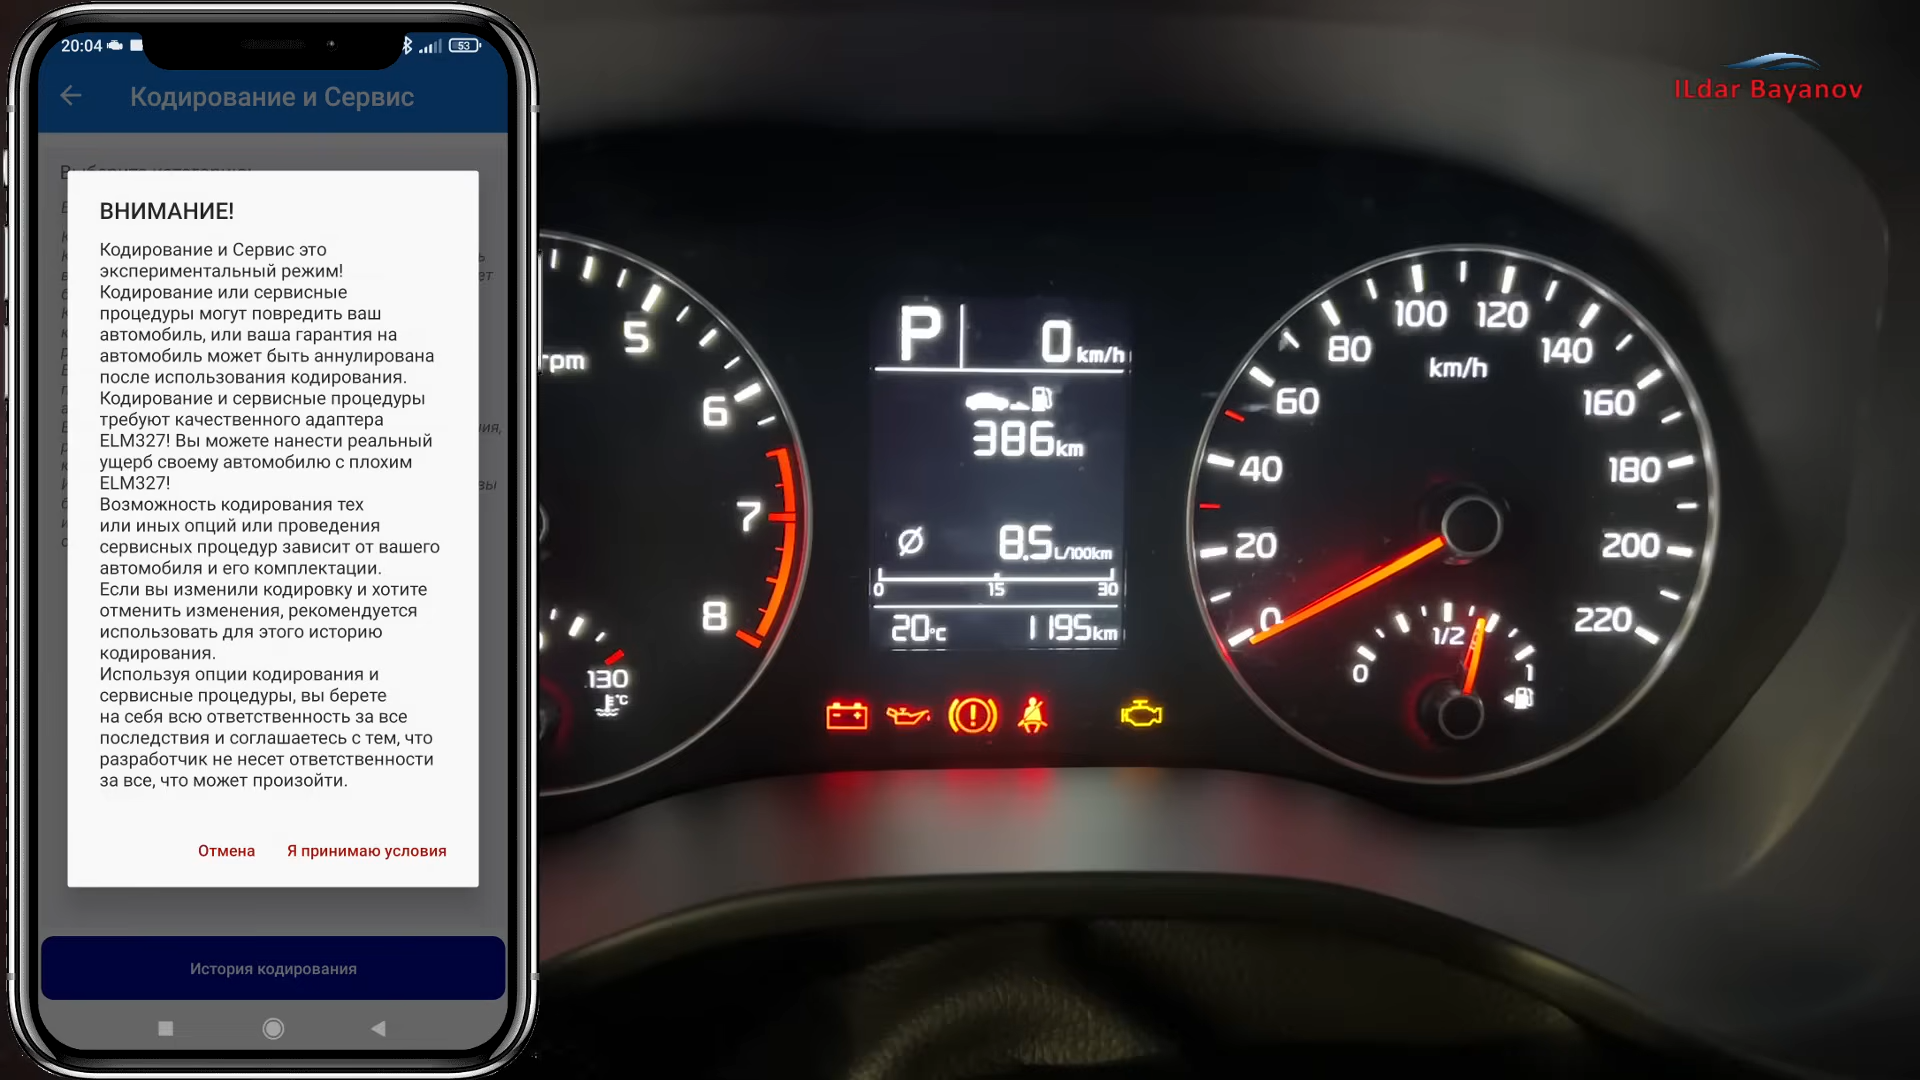 20:04
53
Кодирование и Сервис
ВНИМАНИЕ!
Кодирование и Сервис это
экспериментальный режим!
Кодирование или сервисные
процедуры могут повредить ваш
автомобиль, или ваша гарантия на
автомобиль может быть аннулирована
после использования кодирования.
Кодирование и сервисные процедуры
требуют качественного адаптера
ELM327! Вы можете нанести реальный
ущерб своему автомобилю с плохим
ELM327!
Возможность кодирования тех
или иных опций или проведения
сервисных процедур зависит от вашего
автомобиля и его комплектации.
Если вы изменили кодировку и хотите
отменить изменения, рекомендуется
использовать для этого историю
кодирования.
Используя опции кодирования и
сервисные процедуры, вы берете
на себя всю ответственность за все
последствия и соглашаетесь с тем, что
разработчик не несет ответственности
за все, что может произойти.
Отмена Я принимаю условия
История кодирования
5
rpm
6
7
8
130
°C
P 0 km/h
386 km
8.5 L/100km
0 15 30
20°C 1195 km
0
20
40
60
80
100
120
140
160
180
200
220
km/h
0 1/2 1
ILdar Bayanov